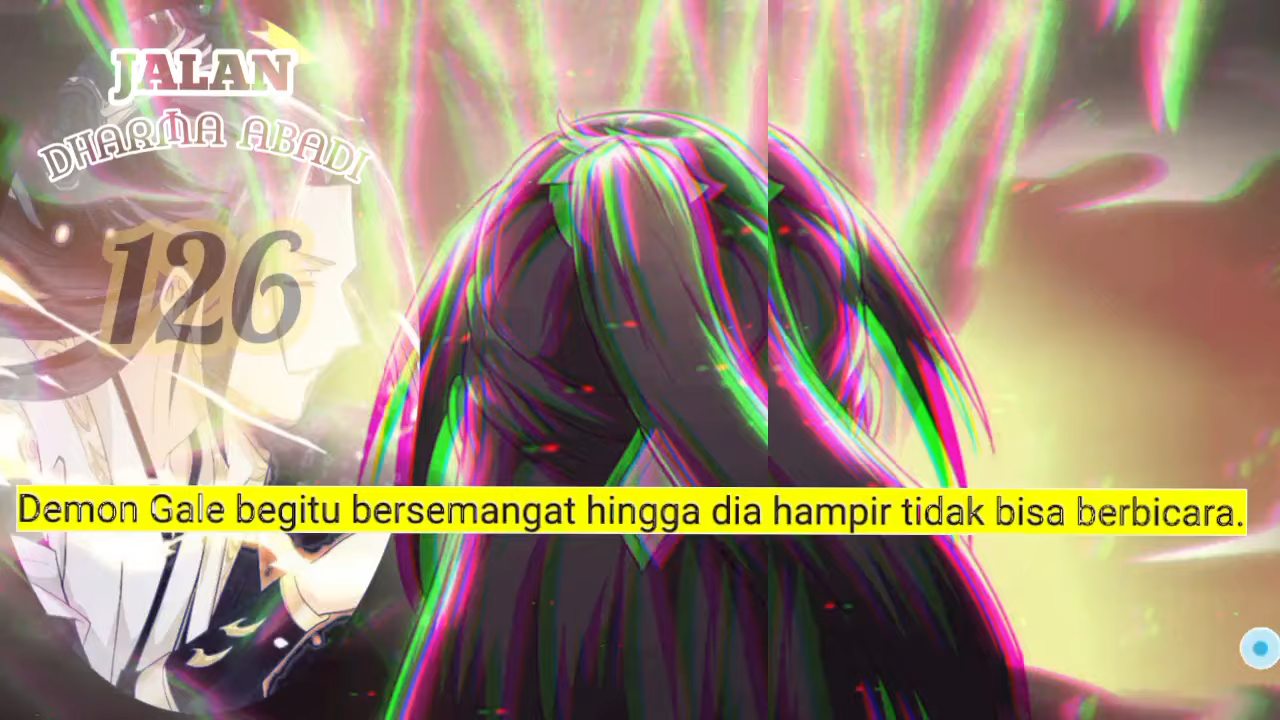 JALAN
DHARMA ABADI
126
Demon Gale begitu bersemangat hingga dia hampir tidak bisa berbicara.